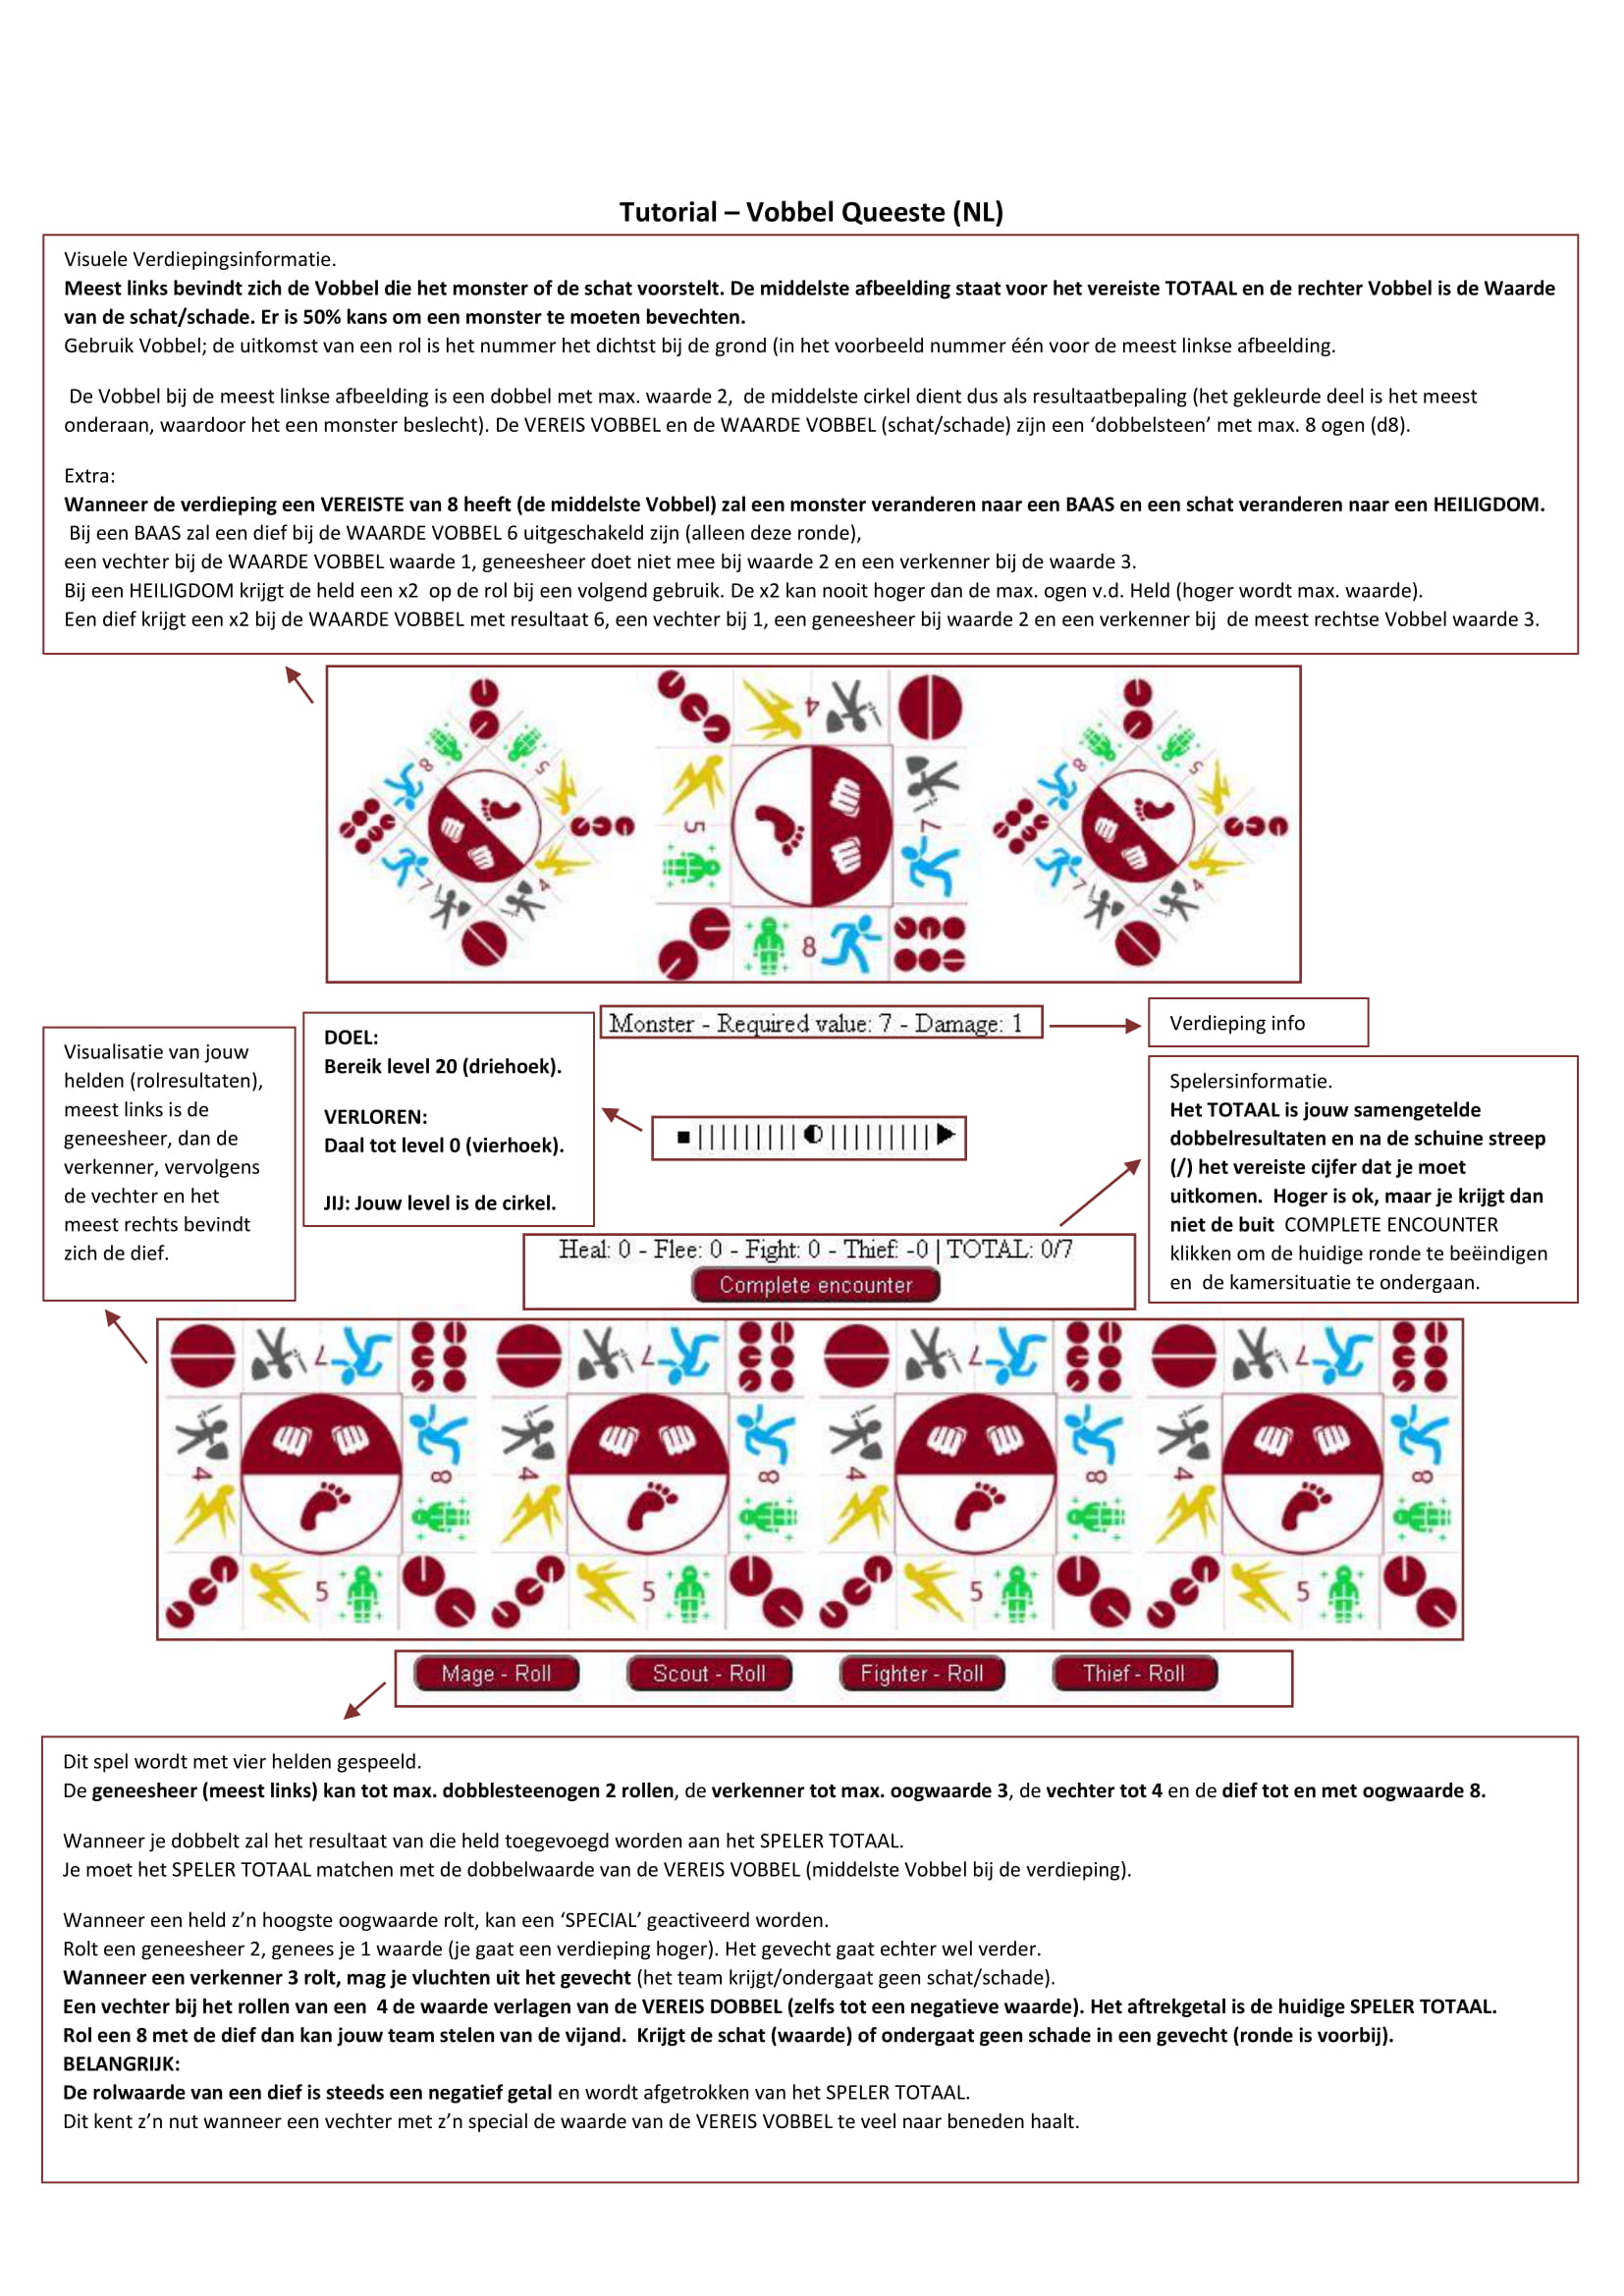 Tutorial – Vobbel Queeste (NL)
Visuele Verdiepingsinformatie.
Meest links bevindt zich de Vobbel die het monster of de schat voorstelt. De middelste afbeelding staat voor het vereiste TOTAAL en de rechter Vobbel is de Waarde
van de schat/schade. Er is 50% kans om een monster te moeten bevechten.
Gebruik Vobbel; de uitkomst van een rol is het nummer het dichtst bij de grond (in het voorbeeld nummer één voor de meest linkse afbeelding.
De Vobbel bij de meest linkse afbeelding is een dobbel met max. waarde 2, de middelste cirkel dient dus als resultaatbepaling (het gekleurde deel is het meest
onderaan, waardoor het een monster beslecht). De VEREIS VOBBEL en de WAARDE VOBBEL (schat/schade) zijn een ‘dobbelsteen’ met max. 8 ogen (d8).
Extra:
Wanneer de verdieping een VEREISTE van 8 heeft (de middelste Vobbel) zal een monster veranderen naar een BAAS en een schat veranderen naar een HEILIGDOM.
Bij een BAAS zal een dief bij de WAARDE VOBBEL 6 uitgeschakeld zijn (alleen deze ronde),
een vechter bij de WAARDE VOBBEL waarde 1, geneesheer doet niet mee bij waarde 2 en een verkenner bij de waarde 3.
Bij een HEILIGDOM krijgt de held een x2 op de rol bij een volgend gebruik. De x2 kan nooit hoger dan de max. ogen v.d. Held (hoger wordt max. waarde).
Een dief krijgt een x2 bij de WAARDE VOBBEL met resultaat 6, een vechter bij 1, een geneesheer bij waarde 2 en een verkenner bij de meest rechtse Vobbel waarde 3.
8 5 7 4
4 5 7 8
8 5 7 4
Monster - Required value: 7 - Damage: 1
Verdieping info
Visualisatie van jouw
helden (rolresultaten),
meest links is de
geneesheer, dan de
verkenner, vervolgens
de vechter en het
meest rechts bevindt
zich de dief.
DOEL:
Bereik level 20 (driehoek).
VERLOREN:
Daal tot level 0 (vierhoek).
JIJ: Jouw level is de cirkel.
Spelersinformatie.
Het TOTAAL is jouw samengetelde
dobbelresultaten en na de schuine streep
(/) het vereiste cijfer dat je moet
uitkomen. Hoger is ok, maar je krijgt dan
niet de buit COMPLETE ENCOUNTER
klikken om de huidige ronde te beëindigen
en de kamersituatie te ondergaan.
Heal: 0 - Flee: 0 - Fight: 0 - Thief: -0 | TOTAL: 0/7
Complete encounter
7 4 8 5
7 4 8 5
7 4 8 5
7 4 8 5
Mage - Roll
Scout - Roll
Fighter - Roll
Thief - Roll
Dit spel wordt met vier helden gespeeld.
De geneesheer (meest links) kan tot max. dobblesteenogen 2 rollen, de verkenner tot max. oogwaarde 3, de vechter tot 4 en de dief tot en met oogwaarde 8.
Wanneer je dobbelt zal het resultaat van die held toegevoegd worden aan het SPELER TOTAAL.
Je moet het SPELER TOTAAL matchen met de dobbelwaarde van de VEREIS VOBBEL (middelste Vobbel bij de verdieping).
Wanneer een held z’n hoogste oogwaarde rolt, kan een ‘SPECIAL’ geactiveerd worden.
Rolt een geneesheer 2, genees je 1 waarde (je gaat een verdieping hoger). Het gevecht gaat echter wel verder.
Wanneer een verkenner 3 rolt, mag je vluchten uit het gevecht (het team krijgt/ondergaat geen schat/schade).
Een vechter bij het rollen van een 4 de waarde verlagen van de VEREIS DOBBEL (zelfs tot een negatieve waarde). Het aftrekgetal is de huidige SPELER TOTAAL.
Rol een 8 met de dief dan kan jouw team stelen van de vijand. Krijgt de schat (waarde) of ondergaat geen schade in een gevecht (ronde is voorbij).
BELANGRIJK:
De rolwaarde van een dief is steeds een negatief getal en wordt afgetrokken van het SPELER TOTAAL.
Dit kent z’n nut wanneer een vechter met z’n special de waarde van de VEREIS VOBBEL te veel naar beneden haalt.